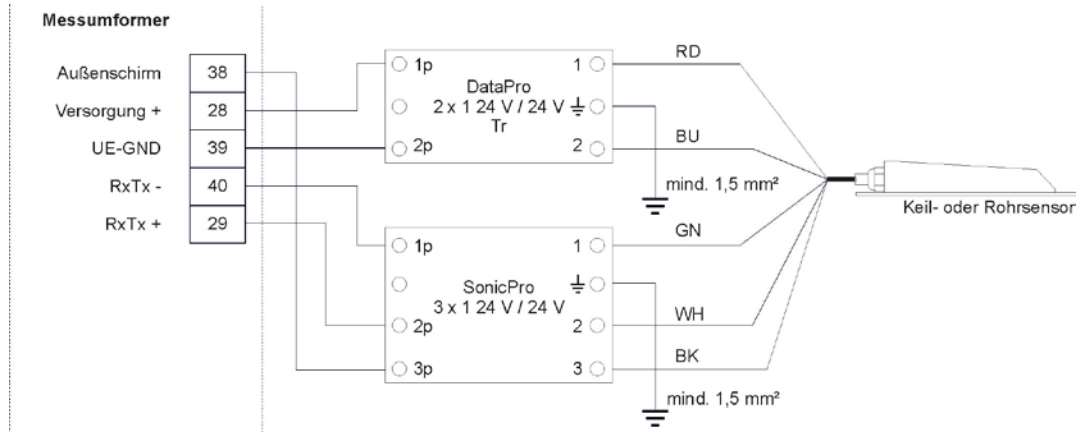 Messumformer
Außenschirm 38
Versorgung + 28
UE-GND 39
RxTx - 40
RxTx + 29
1p 1
DataPro
2 x 1 24 V / 24 V
Tr
2p 2
RD
BU
mind. 1,5 mm²
1p 1
SonicPro
3 x 1 24 V / 24 V
2p 2
3p 3
GN
WH
BK
mind. 1,5 mm²
Keil- oder Rohrsensor